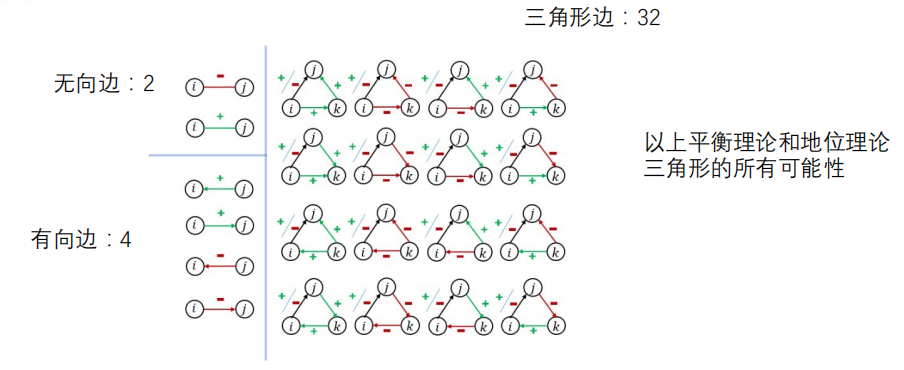 三角形边：32
无向边：2
i - j
i + j
有向边：4
i + j
i + j
i - j
i - j
以上平衡理论和地位理论
三角形的所有可能性
j j j j
+ - + + - - + - + + - -
i + k i - k i - k i + k
j j j j
+ - + + - - + - + + - -
i + k i - k i - k i + k
j j j j
+ - + + - - + - + + - -
i + k i - k i - k i + k
j j j j
+ - + + - - + - + + - -
i + k i - k i - k i + k